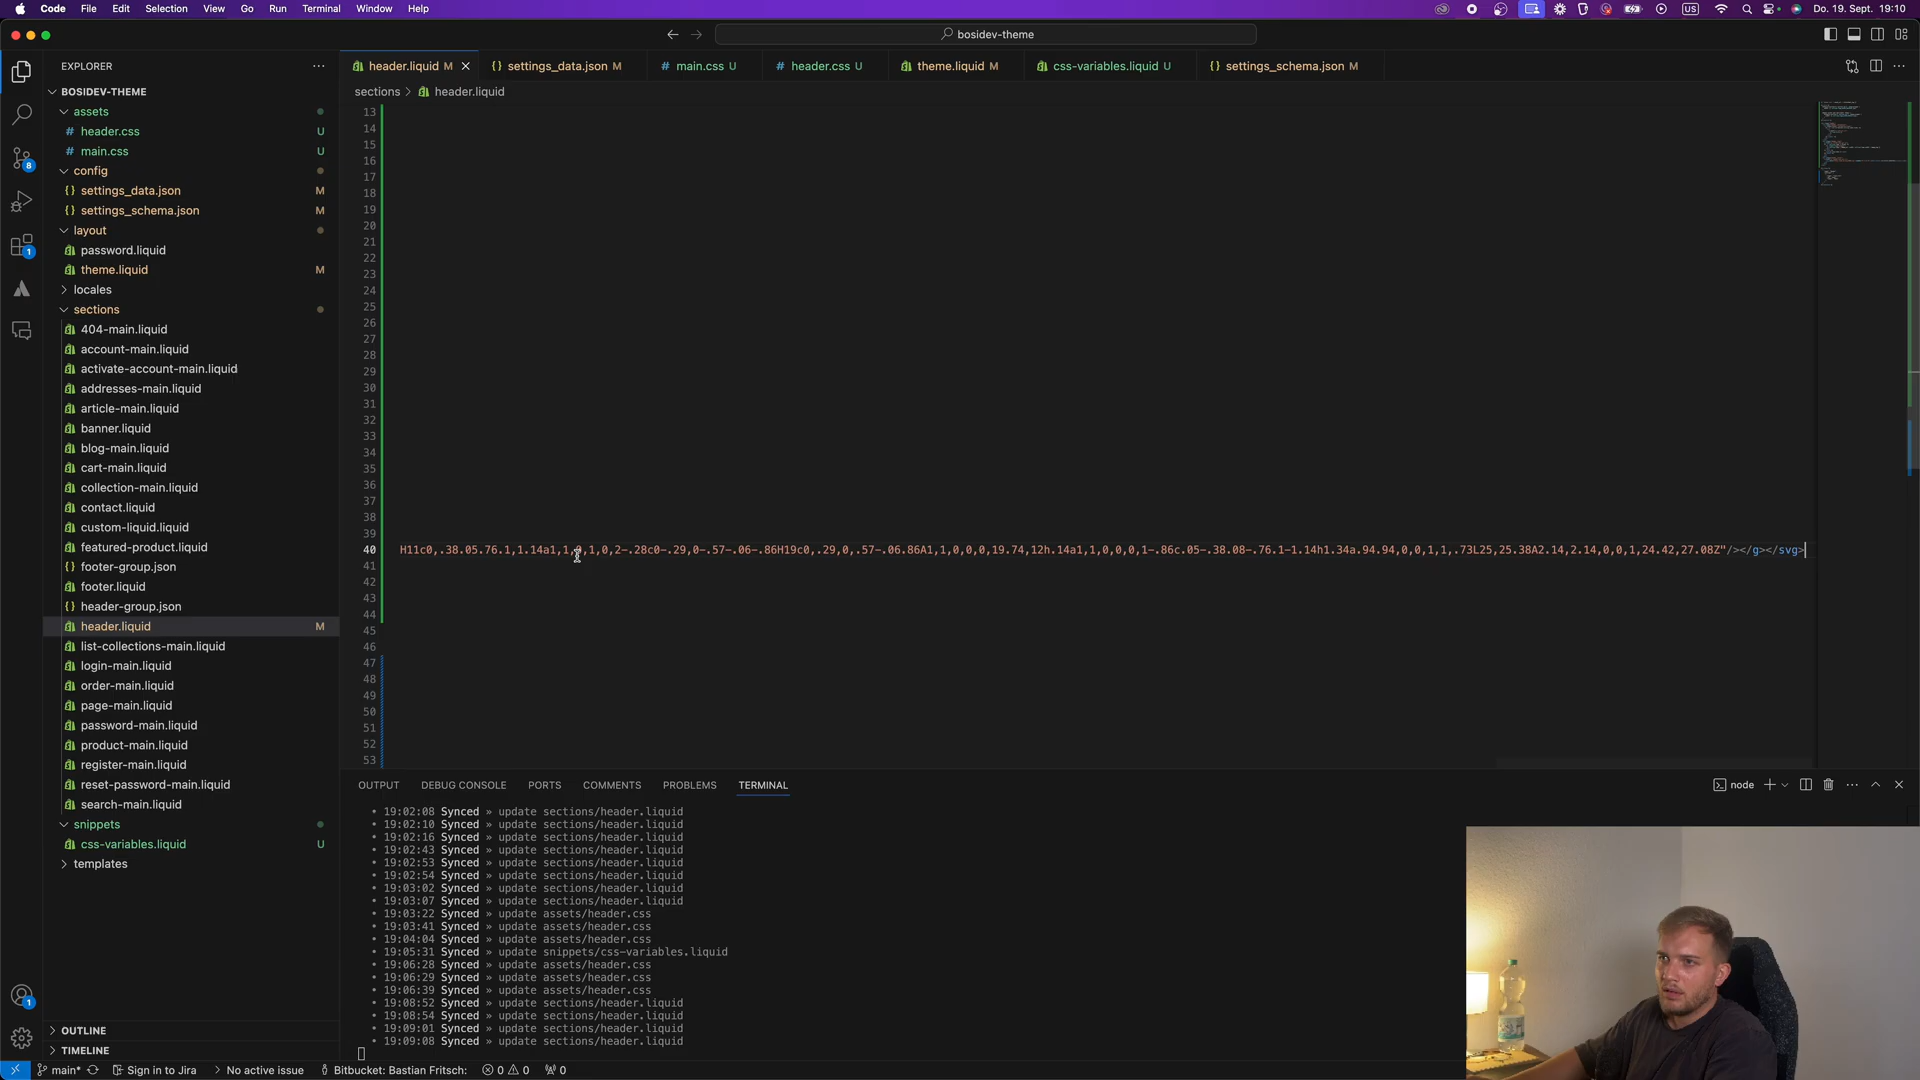 Code File Edit Selection View Go Run Terminal Window Help
US Do. 19. Sept. 19:10
bosidev-theme
EXPLORER
header.liquid M
settings_data.json M
main.css U
header.css U
theme.liquid M
css-variables.liquid U
settings_schema.json M
sections > header.liquid
BOSIDEV-THEME
assets
header.css U
main.css U
config
settings_data.json M
settings_schema.json M
layout
password.liquid
theme.liquid M
locales
sections
404-main.liquid
account-main.liquid
activate-account-main.liquid
addresses-main.liquid
article-main.liquid
banner.liquid
blog-main.liquid
cart-main.liquid
collection-main.liquid
contact.liquid
custom-liquid.liquid
featured-product.liquid
footer-group.json
footer.liquid
header-group.json
header.liquid M
list-collections-main.liquid
login-main.liquid
order-main.liquid
page-main.liquid
password-main.liquid
product-main.liquid
register-main.liquid
reset-password-main.liquid
search-main.liquid
snippets
css-variables.liquid U
templates
OUTLINE
TIMELINE
8
1
1
13
14
15
16
17
18
19
20
21
22
23
24
25
26
27
28
29
30
31
32
33
34
35
36
37
38
39
40 H11c0,.38.05.76.1,1.14a1,1,0,1,0,2-.28c0-.29,0-.57-.06-.86H19c0,.29,0,.57-.06.86A1,1,0,0,0,19.74,12h.14a1,1,0,0,0,1-.86c.05-.38.08-.76.1-1.14h1.34a.94.94,0,0,1,1,.73L25,25.38A2.14,2.14,0,0,1,24.42,27.08Z"/></g></svg>
41
42
43
44
45
46
47
48
49
50
51
52
53
OUTPUT DEBUG CONSOLE PORTS COMMENTS PROBLEMS TERMINAL
node
• 19:02:08 Synced » update sections/header.liquid
• 19:02:10 Synced » update sections/header.liquid
• 19:02:16 Synced » update sections/header.liquid
• 19:02:43 Synced » update sections/header.liquid
• 19:02:53 Synced » update sections/header.liquid
• 19:02:54 Synced » update sections/header.liquid
• 19:03:02 Synced » update sections/header.liquid
• 19:03:07 Synced » update sections/header.liquid
• 19:03:22 Synced » update assets/header.css
• 19:03:41 Synced » update assets/header.css
• 19:04:04 Synced » update assets/header.css
• 19:05:31 Synced » update snippets/css-variables.liquid
• 19:06:28 Synced » update assets/header.css
• 19:06:29 Synced » update assets/header.css
• 19:06:39 Synced » update assets/header.css
• 19:08:52 Synced » update sections/header.liquid
• 19:08:54 Synced » update sections/header.liquid
• 19:09:01 Synced » update sections/header.liquid
• 19:09:08 Synced » update sections/header.liquid
main* Sign in to Jira > No active issue Bitbucket: Bastian Fritsch: 0 0 0